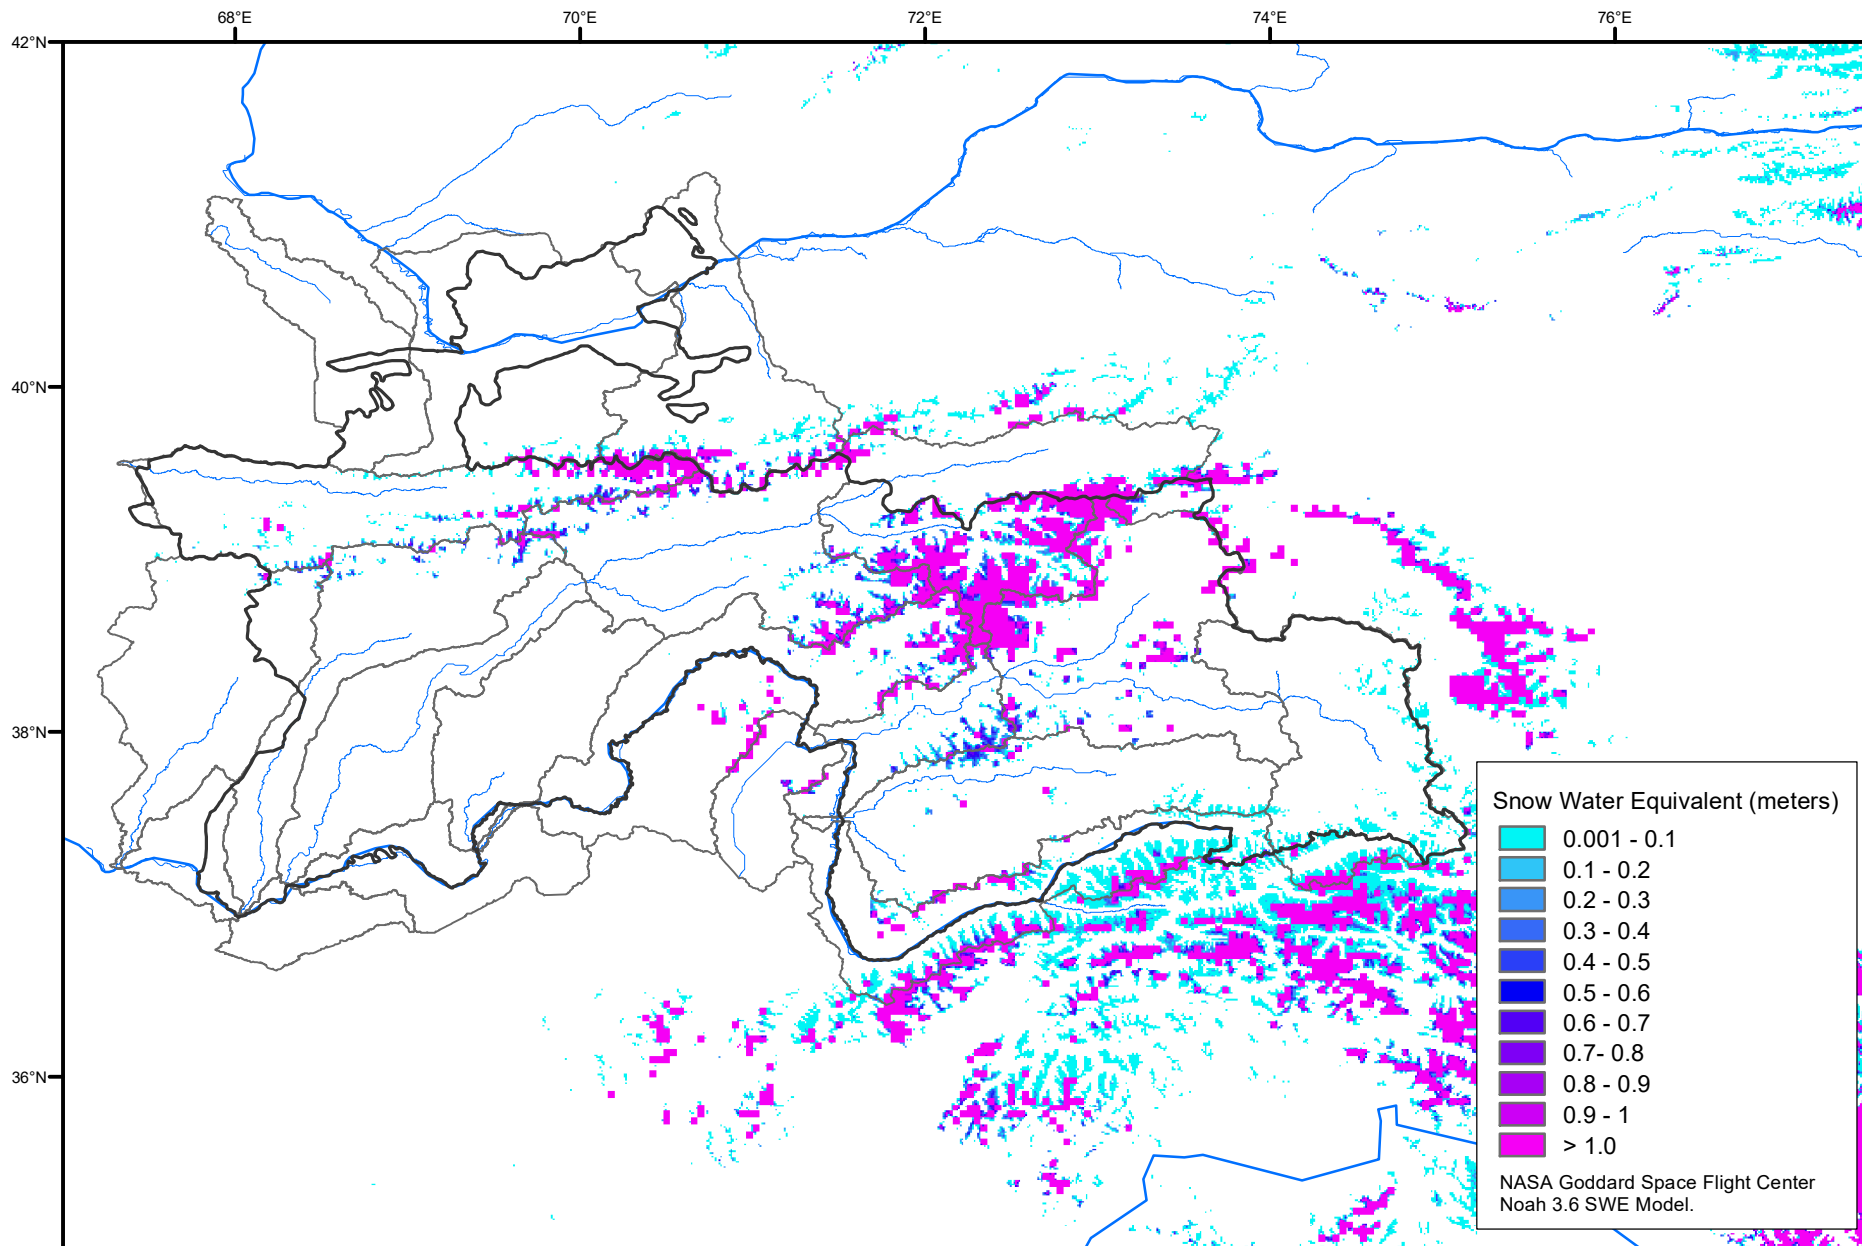 68°E
70°E
72°E
74°E
76°E
42°N
40°N
38°N
36°N
Snow Water Equivalent (meters)
0.001 - 0.1
0.1 - 0.2
0.2 - 0.3
0.3 - 0.4
0.4 - 0.5
0.5 - 0.6
0.6 - 0.7
0.7- 0.8
0.8 - 0.9
0.9 - 1
> 1.0
NASA Goddard Space Flight Center
Noah 3.6 SWE Model.